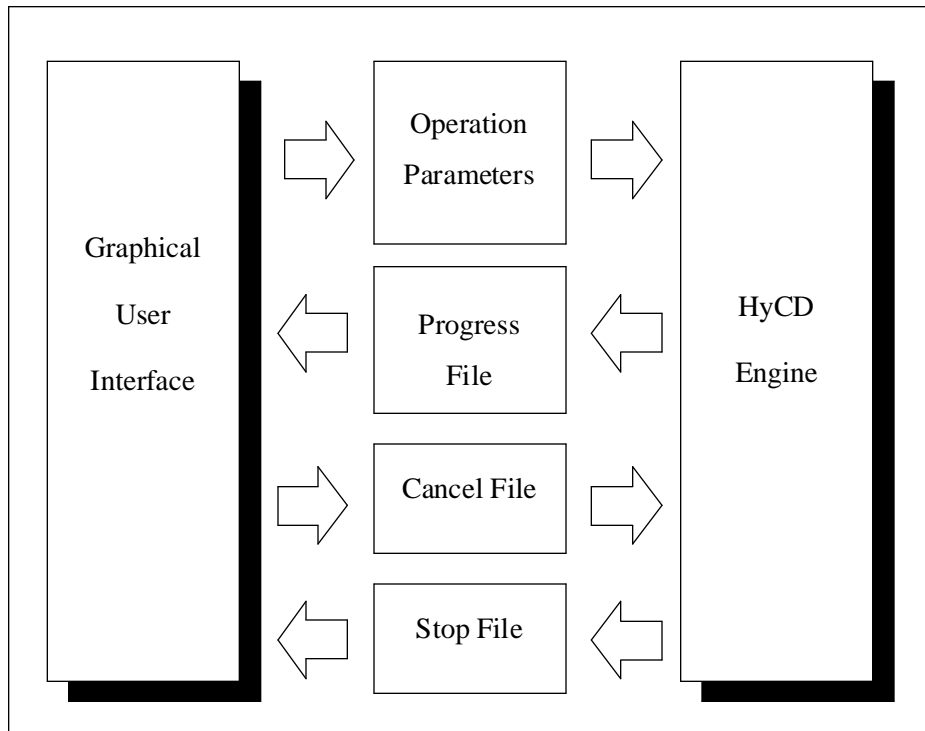 Graphical
User
Interface
Operation
Parameters
Progress
File
Cancel File
Stop File
HyCD
Engine